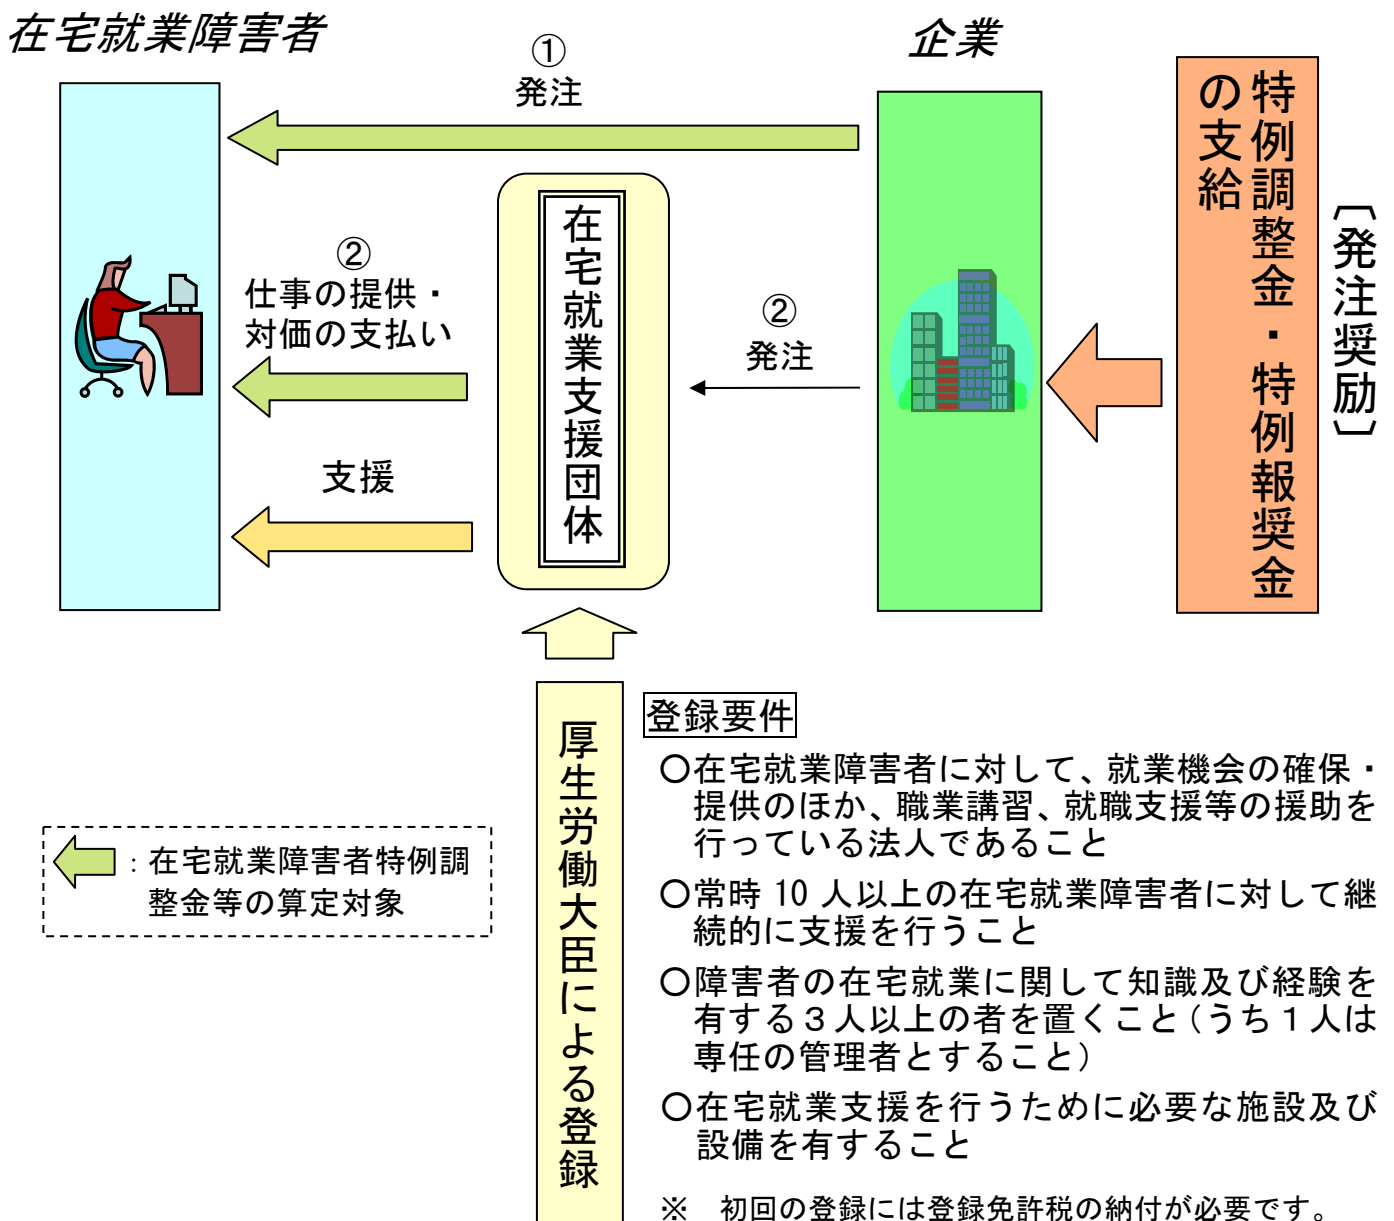 在宅就業障害者
企業
①
発注
特例調整金・特例報奨金
の支給
〔発注奨励〕
在宅就業支援団体
②
仕事の提供・
対価の支払い
②
発注
支援
厚生労働大臣による登録
登録要件
〇在宅就業障害者に対して、就業機会の確保・
提供のほか、職業講習、就職支援等の援助を
行っている法人であること
〇常時 10 人以上の在宅就業障害者に対して継
続的に支援を行うこと
〇障害者の在宅就業に関して知識及び経験を
有する3人以上の者を置くこと(うち1人は
専任の管理者とすること)
〇在宅就業支援を行うために必要な施設及び
設備を有すること
※ 初回の登録には登録免許税の納付が必要です。
:在宅就業障害者特例調
整金等の算定対象